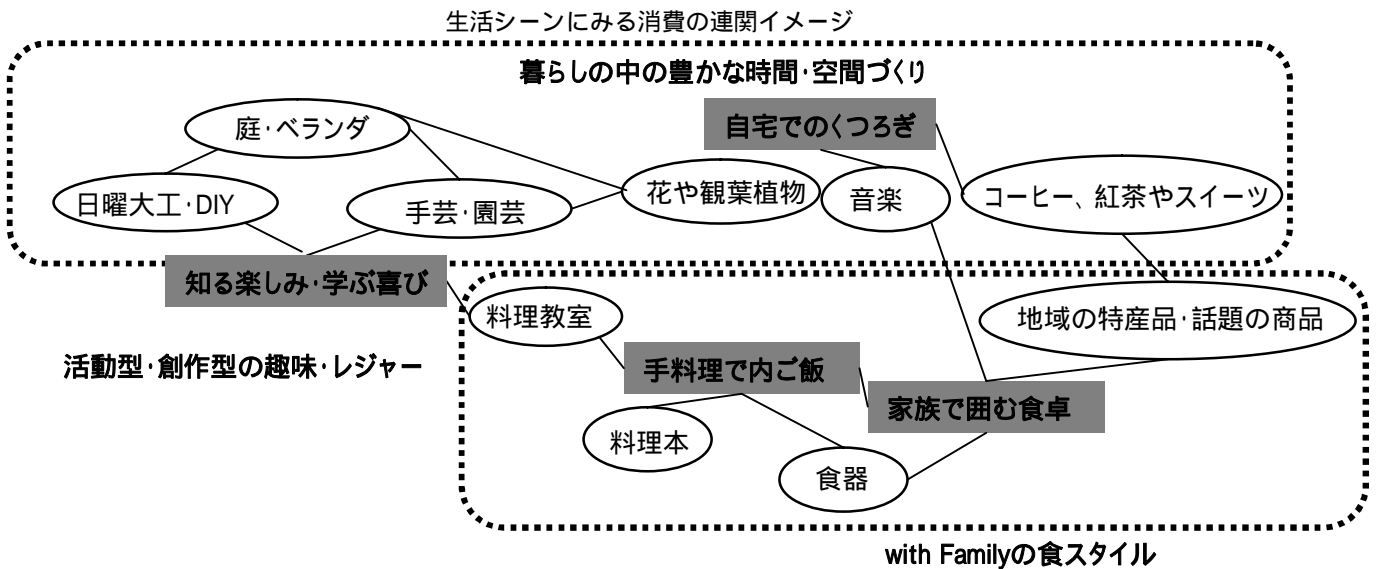 生活シーンにみる消費の連関イメージ
暮らしの中の豊かな時間・空間づくり
庭・ベランダ
自宅でのくつろぎ
日曜大工・DIY
手芸・園芸
花や観葉植物
音楽
コーヒー、紅茶やスイーツ
知る楽しみ・学ぶ喜び
料理教室
地域の特産品・話題の商品
活動型・創作型の趣味・レジャー
手料理で内ご飯
家族で囲む食卓
料理本
食器
with Familyの食スタイル